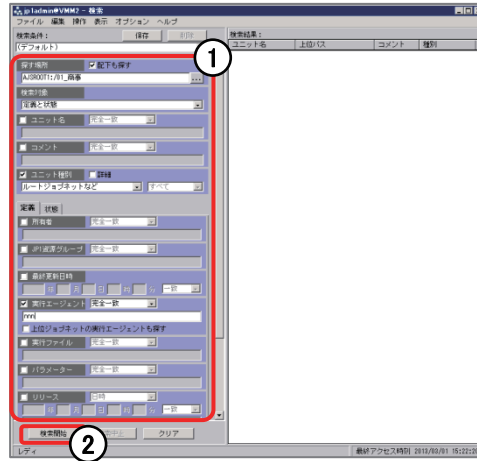 jp1admin@VMM2 - 検索
ファイル 編集 操作 表示 オプション ヘルプ
検索条件: 保存 削除
(デフォルト)
探す場所 配下も探す
AJSROOT1:/01_商事 ...
検索対象
定義と状態
ユニット名 完全一致
コメント 完全一致
ユニット種別 詳細
ルートジョブネットなど すべて
定義 状態
所有者 完全一致
JP1資源グループ 完全一致
最終更新日時
年 月 日 時 分 一致
実行エージェント 完全一致
上位ジョブネットの実行エージェントも探す
実行ファイル 完全一致
パラメーター 完全一致
リリース 日時
年 月 日 時 分 一致
検索開始 検索中止 クリア
レディ
検索結果:
ユニット名 上位パス コメント 種別
最終アクセス時刻 2013/03/01 15:22:20
1
2